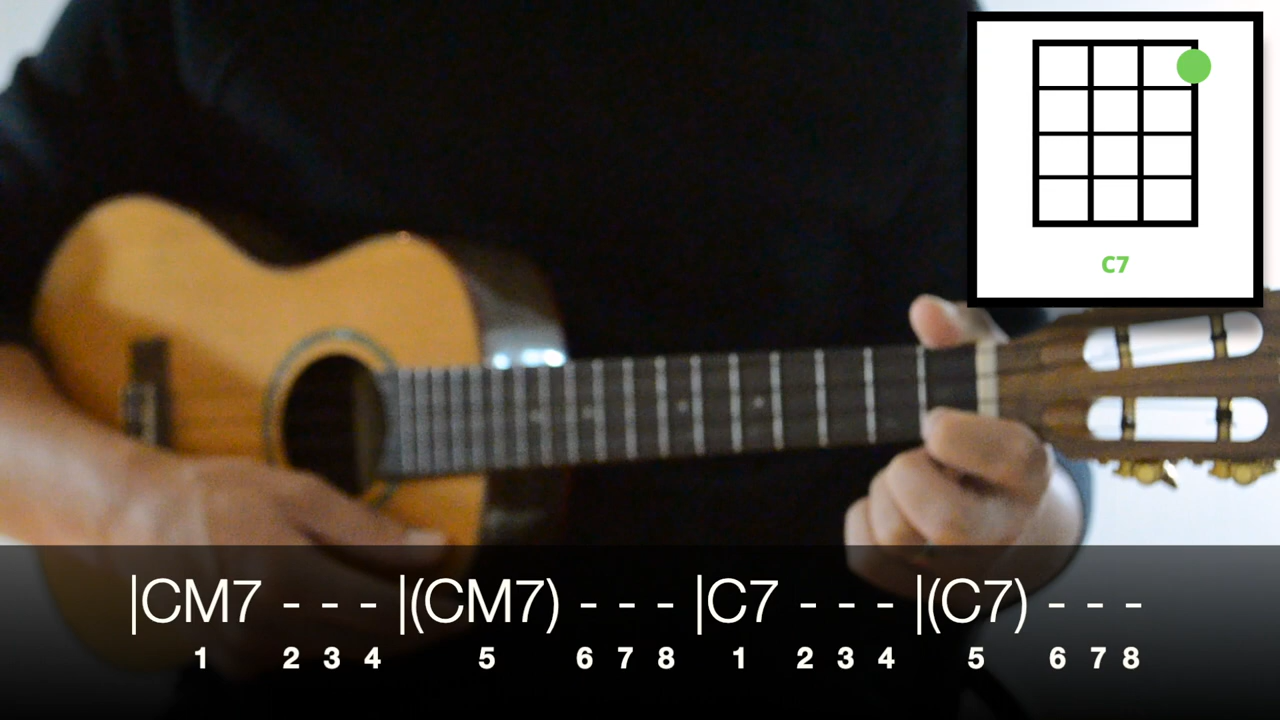 C7
|CM7 - - - |(CM7) - - - |C7 - - - |(C7) - - -
1 2 3 4 5 6 7 8 1 2 3 4 5 6 7 8